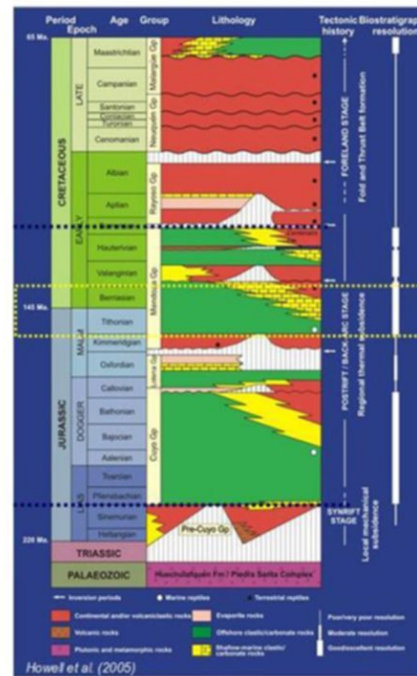 Period Epoch Age Group Lithology Tectonic history Biostratigraphic resolution
65 Ma.
CRETACEOUS
LATE
Maastrichtian
Campanian
Santonian
Coniacian
Turonian
Cenomanian
EARLY
Albian
Aptian
Hauterivian
Valanginian
Berriasian
145 Ma.
JURASSIC
MALM
Tithonian
Kimmeridgian
Oxfordian
DOGGER
Callovian
Bathonian
Bajocian
Aalenian
LIAS
Toarcian
Pliensbachian
Sinemurian
Hettangian
220 Ma.
TRIASSIC
PALAEOZOIC
Malargüe Gp
Neuquén Gp
Rayoso Gp
Mendoza Gp
Cuyo Gp
Pre-Cuyo Gp
Huechulafquén Fm / Piedra Santa Complex
FORELAND STAGE
Fold and Thrust Belt formation
POSTRIFT / BACK-ARC STAGE
Regional thermal subsidence
SYNRIFT STAGE
Local mechanical subsidence
Inversion periods
Marine reptiles
Terrestrial reptiles
Continental and/or volcaniclastic rocks
Volcanic rocks
Plutonic and metamorphic rocks
Evaporite rocks
Offshore clastic/carbonate rocks
Shallow-marine clastic/ carbonate rocks
Poor/very poor resolution
Moderate resolution
Good/excellent resolution
Howell et al. (2005)